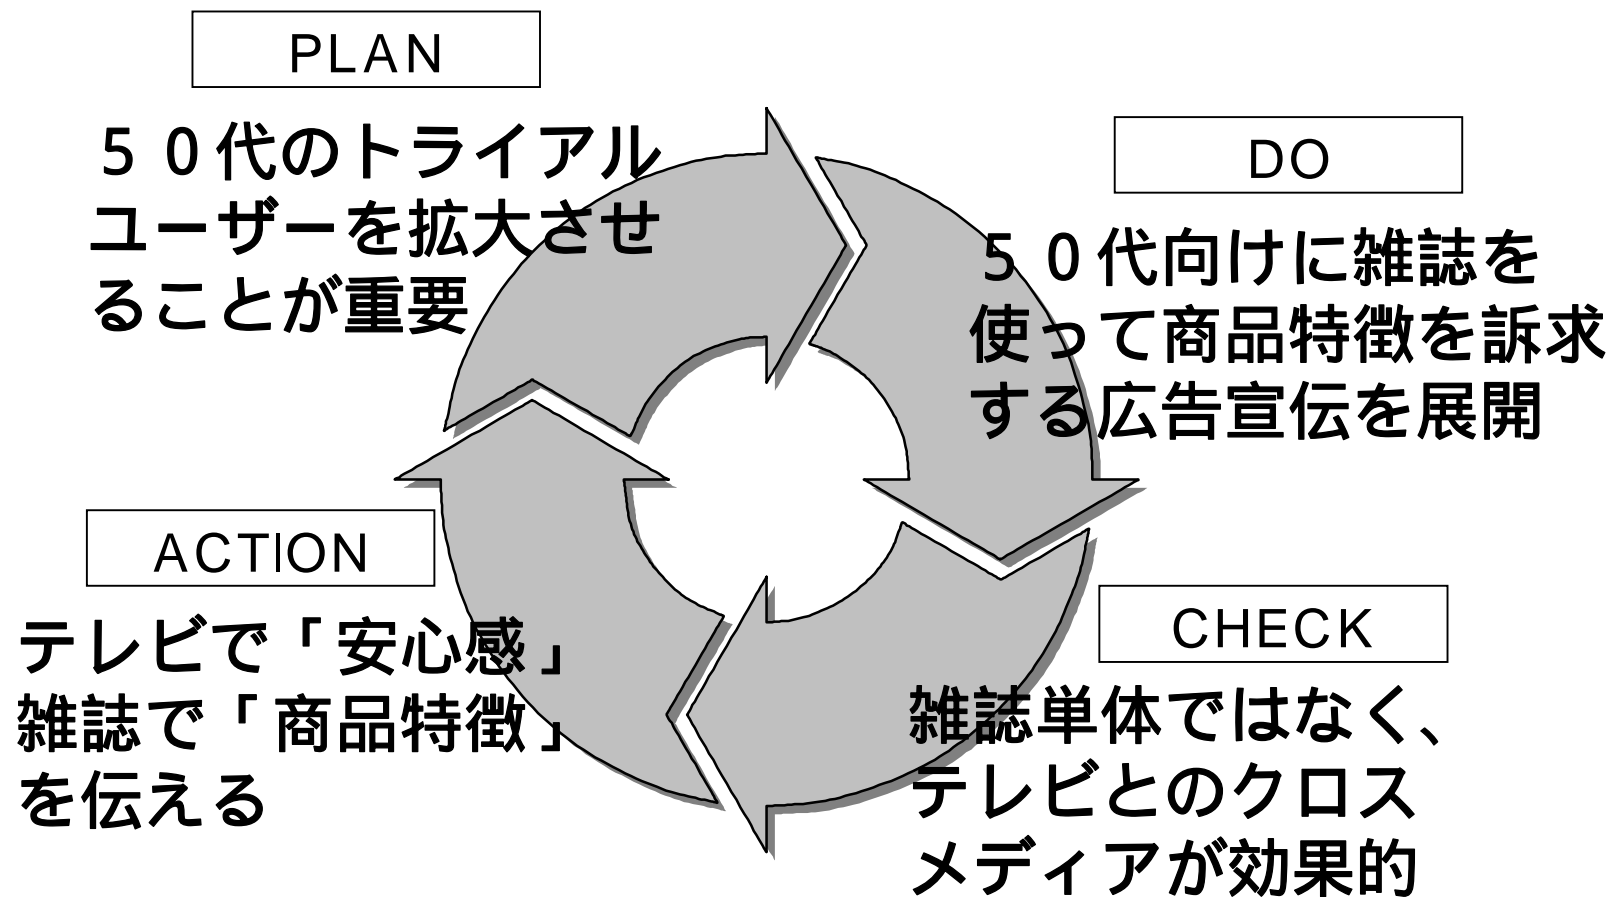 PLAN
５０代のトライアル
ユーザーを拡大させ
ることが重要
DO
５０代向けに雑誌を
使って商品特徴を訴求
する広告宣伝を展開
CHECK
雑誌単体ではなく、
テレビとのクロス
メディアが効果的
ACTION
テレビで「安心感」
雑誌で「商品特徴」
を伝える